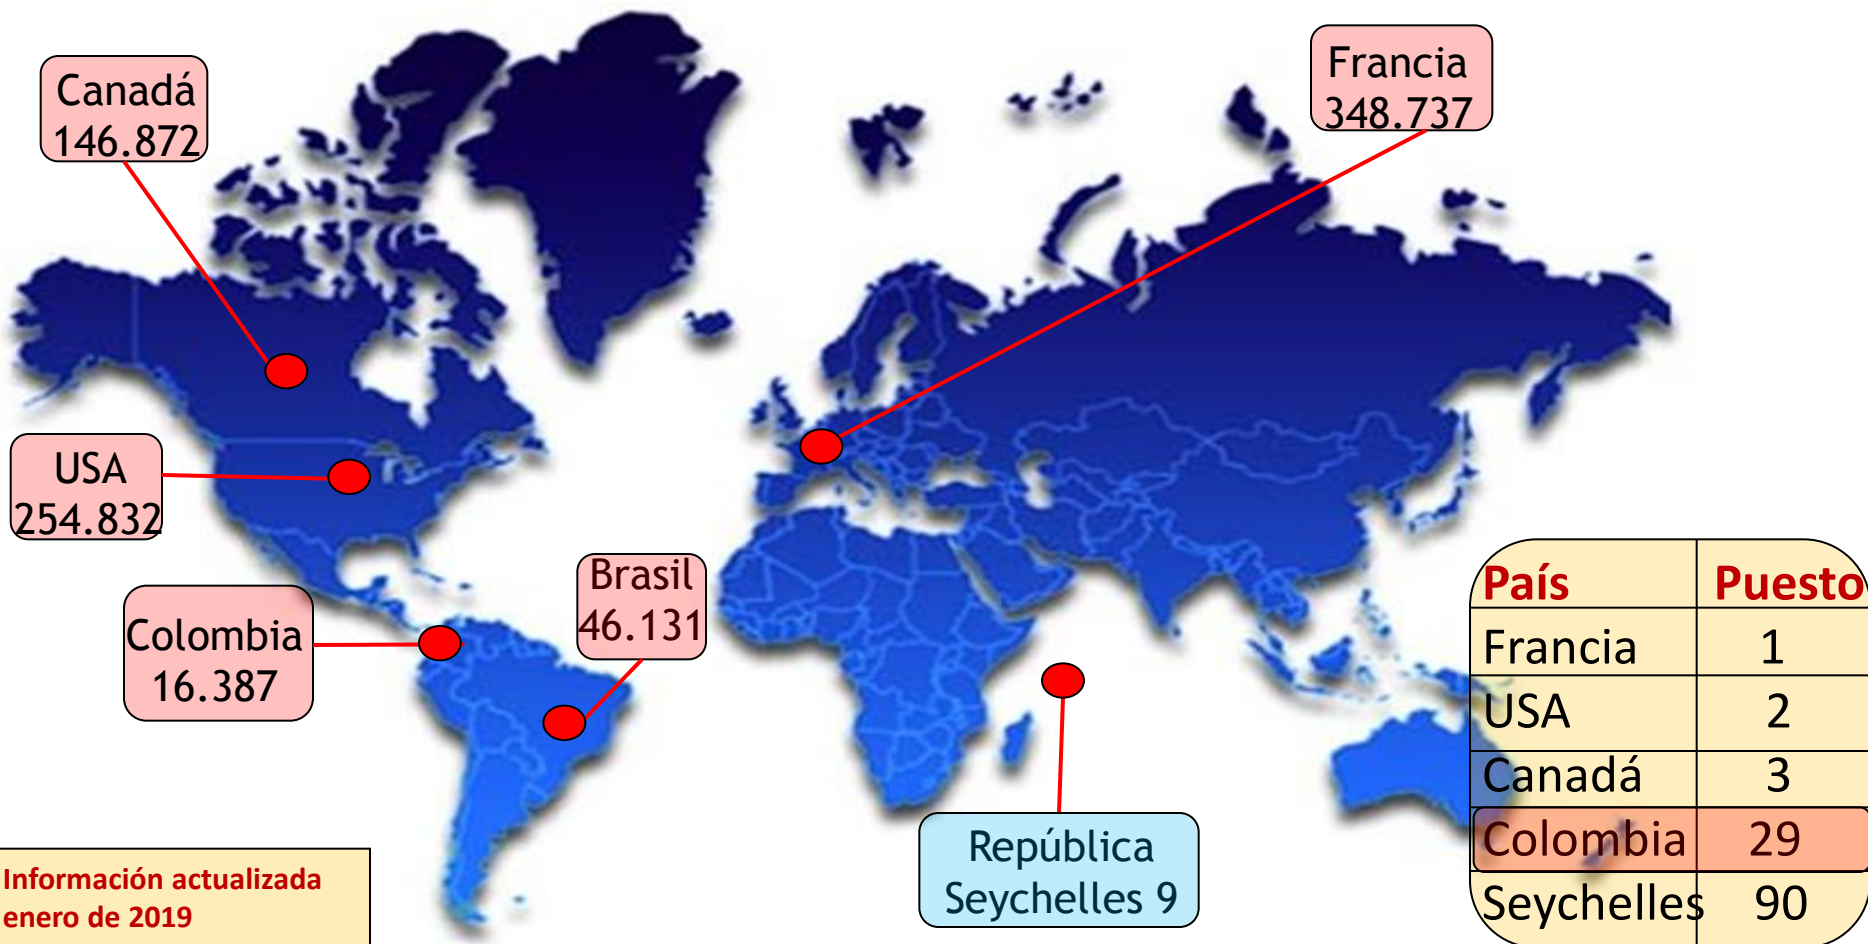 Canadá
146.872
Francia
348.737
USA
254.832
Colombia
16.387
Brasil
46.131
República
Seychelles 9
País Puesto
Francia 1
USA 2
Canadá 3
Colombia 29
Seychelles 90
Información actualizada
enero de 2019